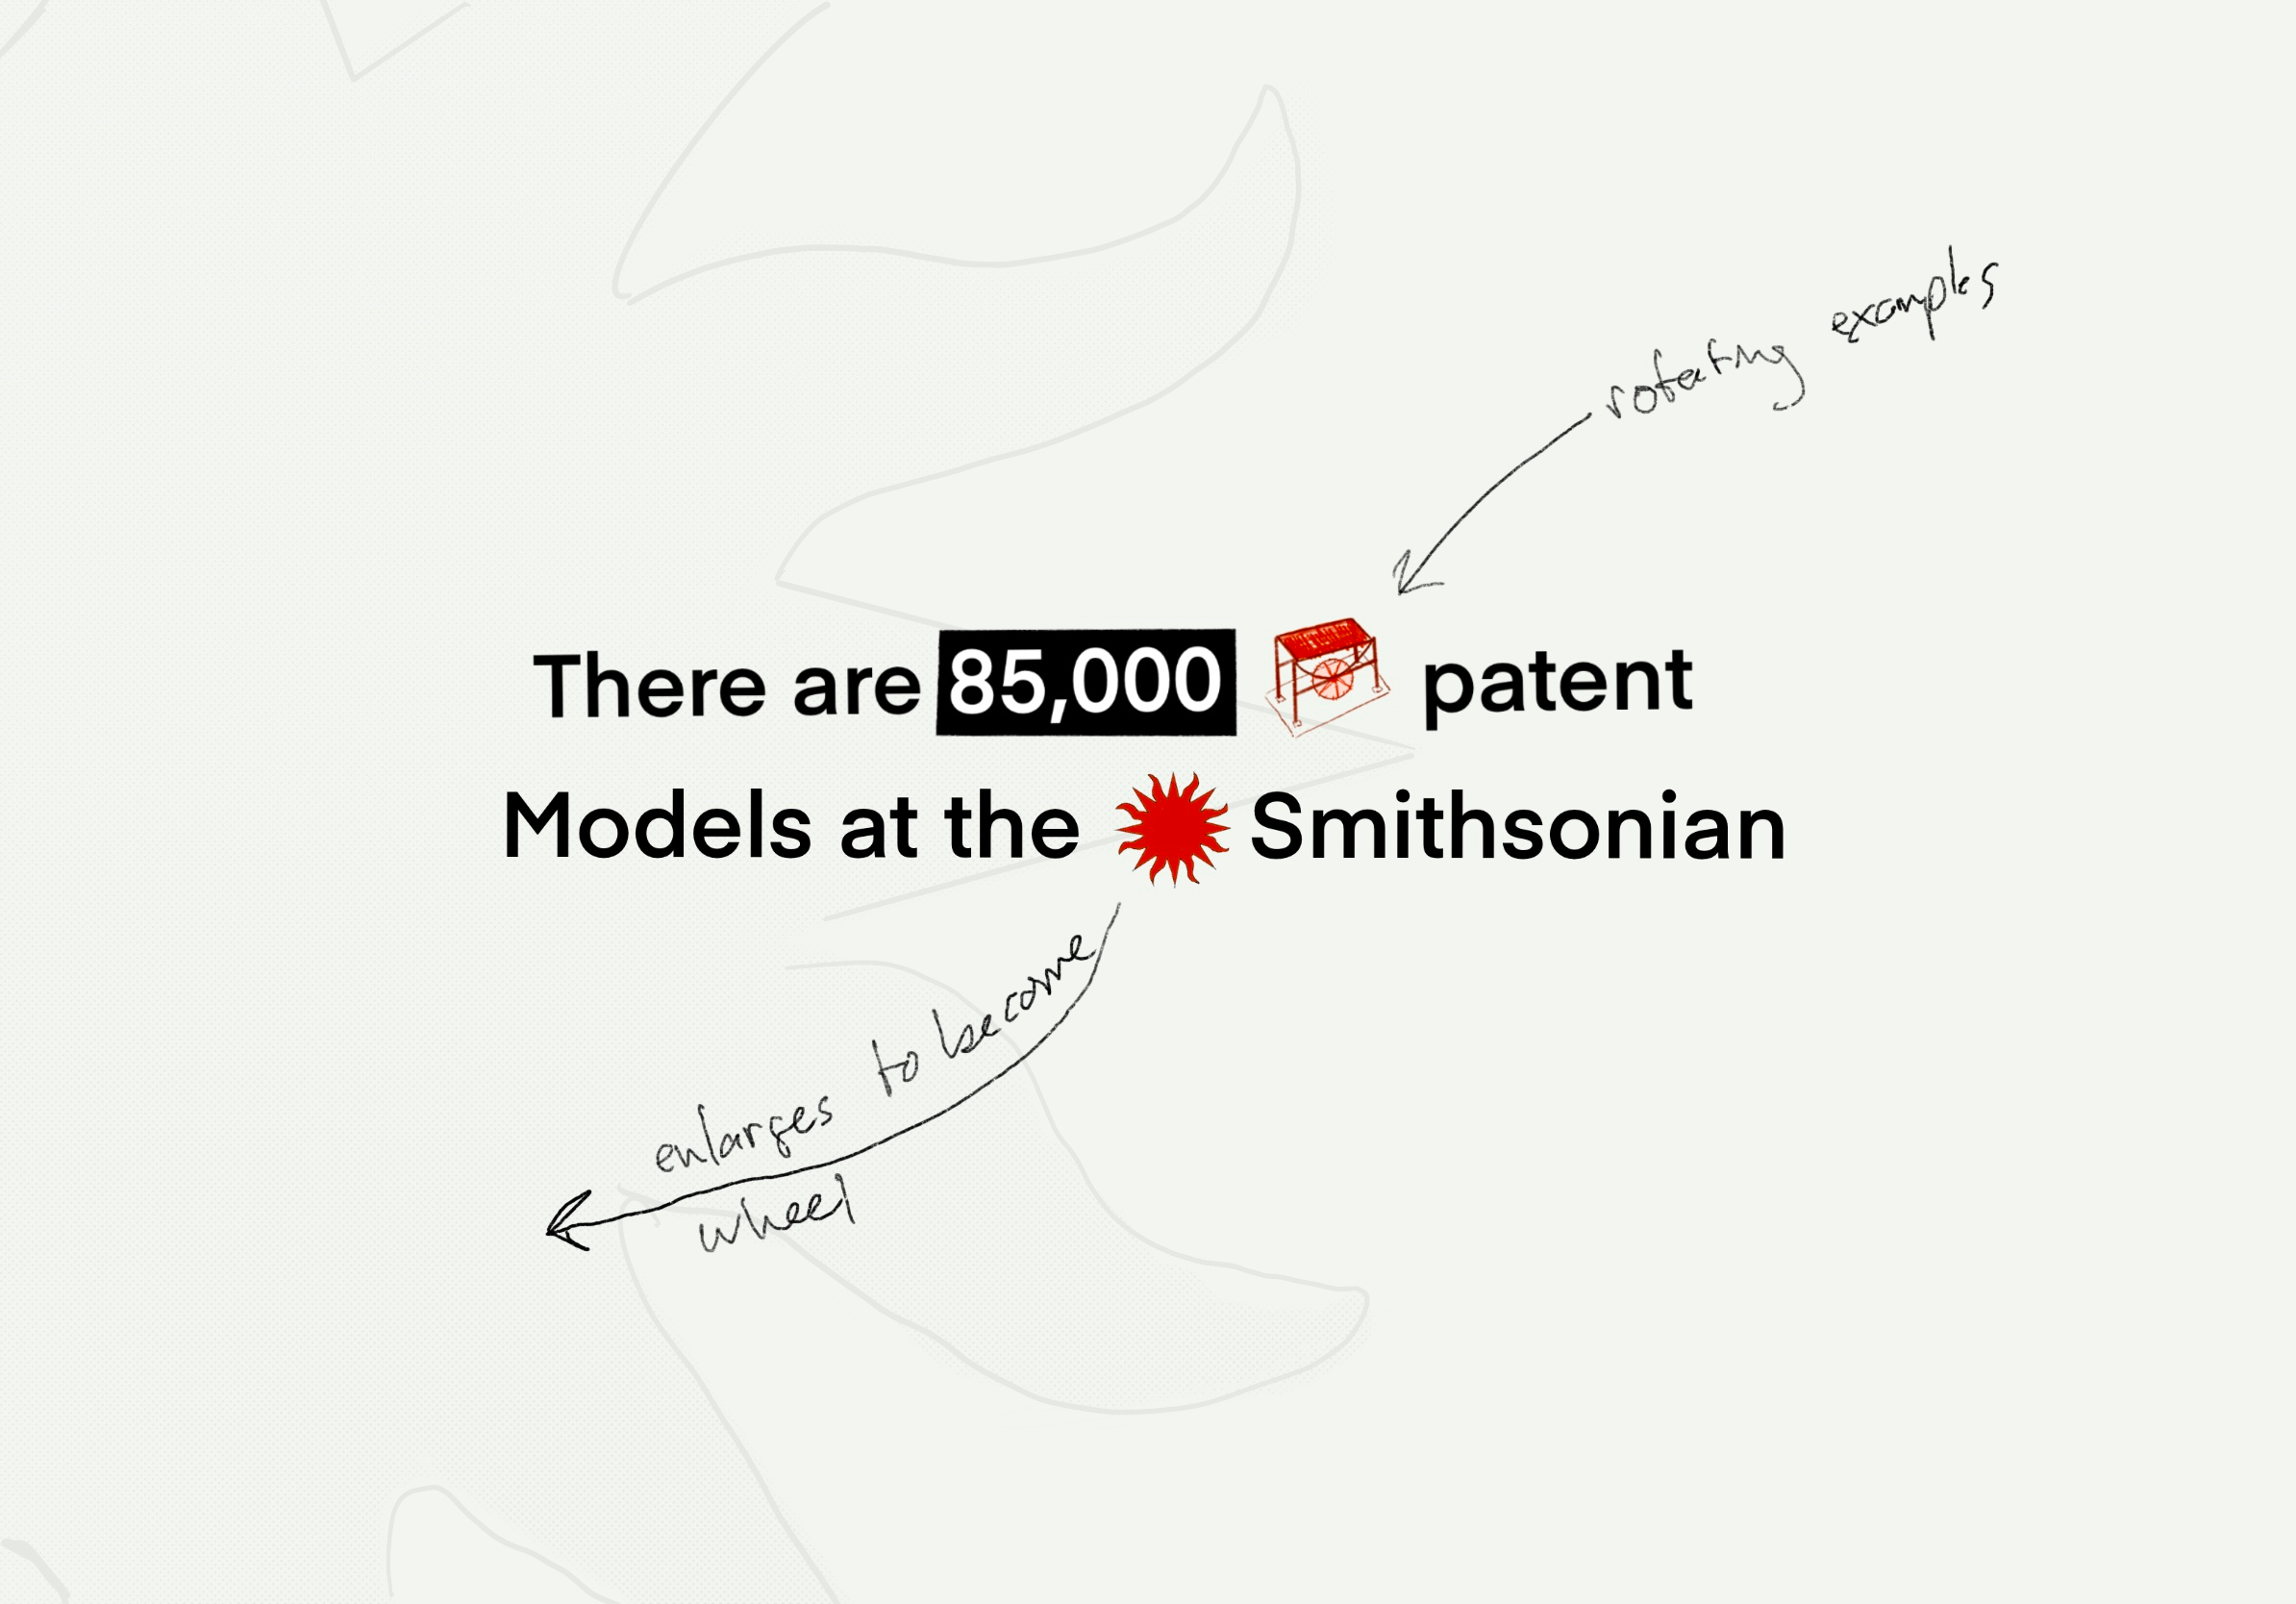 rotating examples
There are 85,000 patent
Models at the Smithsonian
enlarges to become
wheel